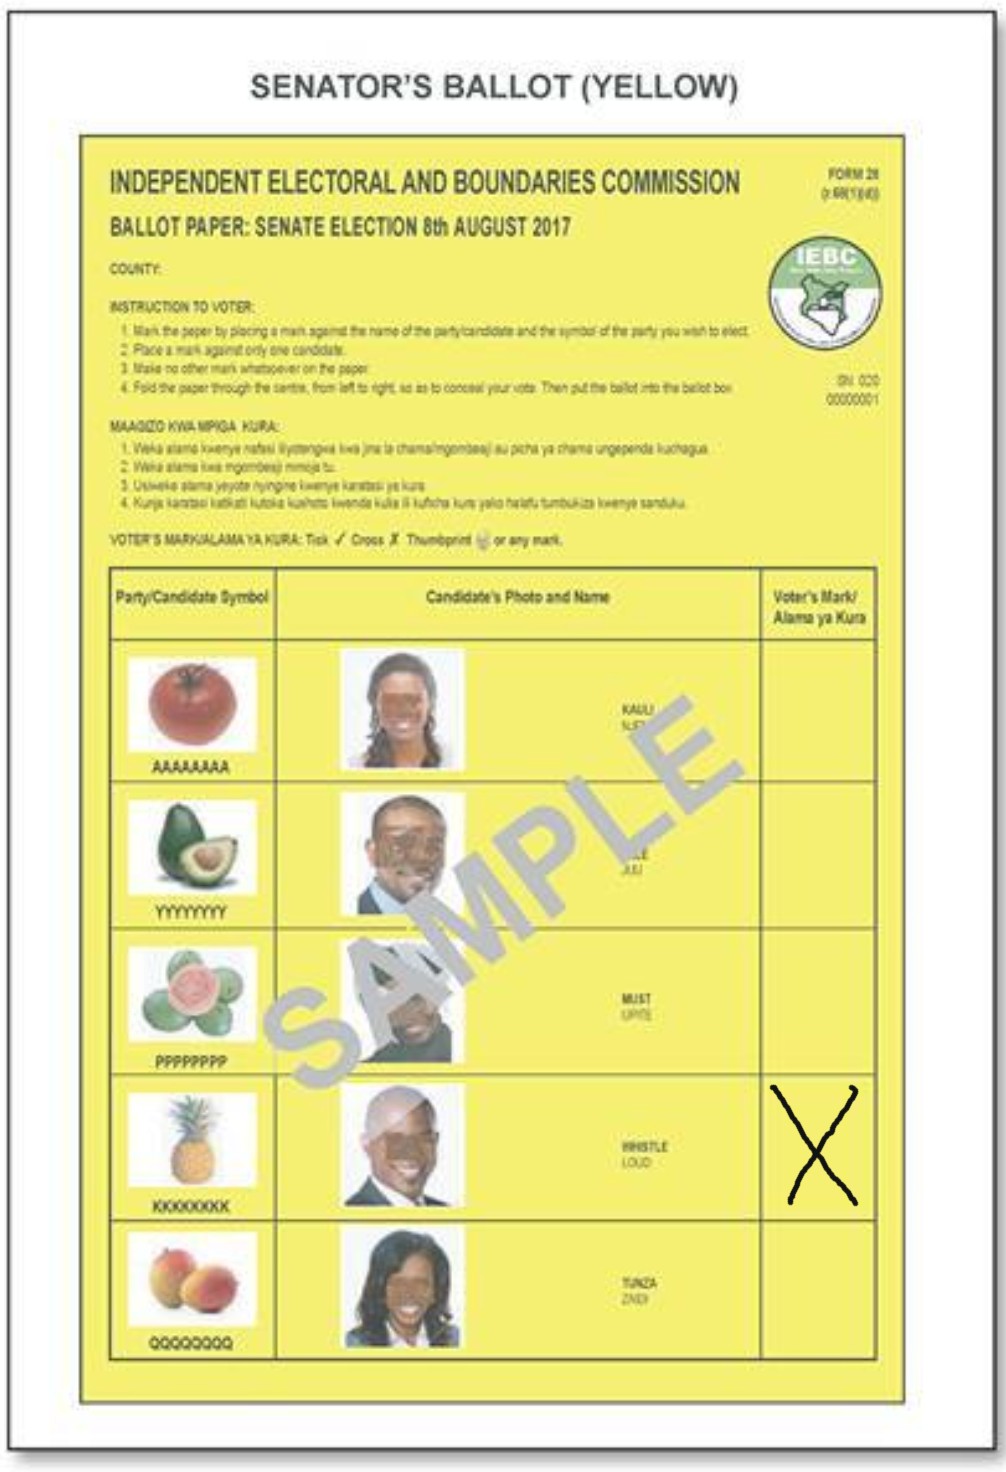 SENATOR'S BALLOT (YELLOW)
INDEPENDENT ELECTORAL AND BOUNDARIES COMMISSION
FORM 28
BALLOT PAPER: SENATE ELECTION 8th AUGUST 2017
COUNTY:
IEBC
INSTRUCTION TO VOTER:
1. Mark the paper by placing a mark against the name of the party/candidate and the symbol of the party you wish to elect.
2. Place a mark against only one candidate.
3. Make no other mark whatsoever on the paper.
4. Fold the paper through the centre, from left to right, so as to conceal your vote. Then put the ballot into the ballot box
SN 020
00000001
MAAGIZO KWA MPIGA KURA:
1. Weka alama kwenye nafasi iliyotengwa kwa jina la chama/mgombeaji au picha ya chama ungependa kuchagua.
2. Weka alama kwa mgombeaji mmoja tu.
3. Usiweke alama yeyote nyingine kwenye karatasi ya kura
4. Kunja karatasi katikati kutoka kushoto kwenda kulia ili kuficha kura yako halafu tumbukiza kwenye sanduku.
VOTER'S MARK/ALAMA YA KURA: Tick ✓ Cross ✗ Thumbprint or any mark.
Party/Candidate Symbol
Candidate's Photo and Name
Voter's Mark/
Alama ya Kura
AAAAAAAA
KAULI
YYYYYYYY
JULI
PPPPPPPP
MUST
UPITE
KKKKKKKK
WHISTLE
LOUD
X
QQQQQQQQ
TUNZA
ZAIDI
SAMPLE